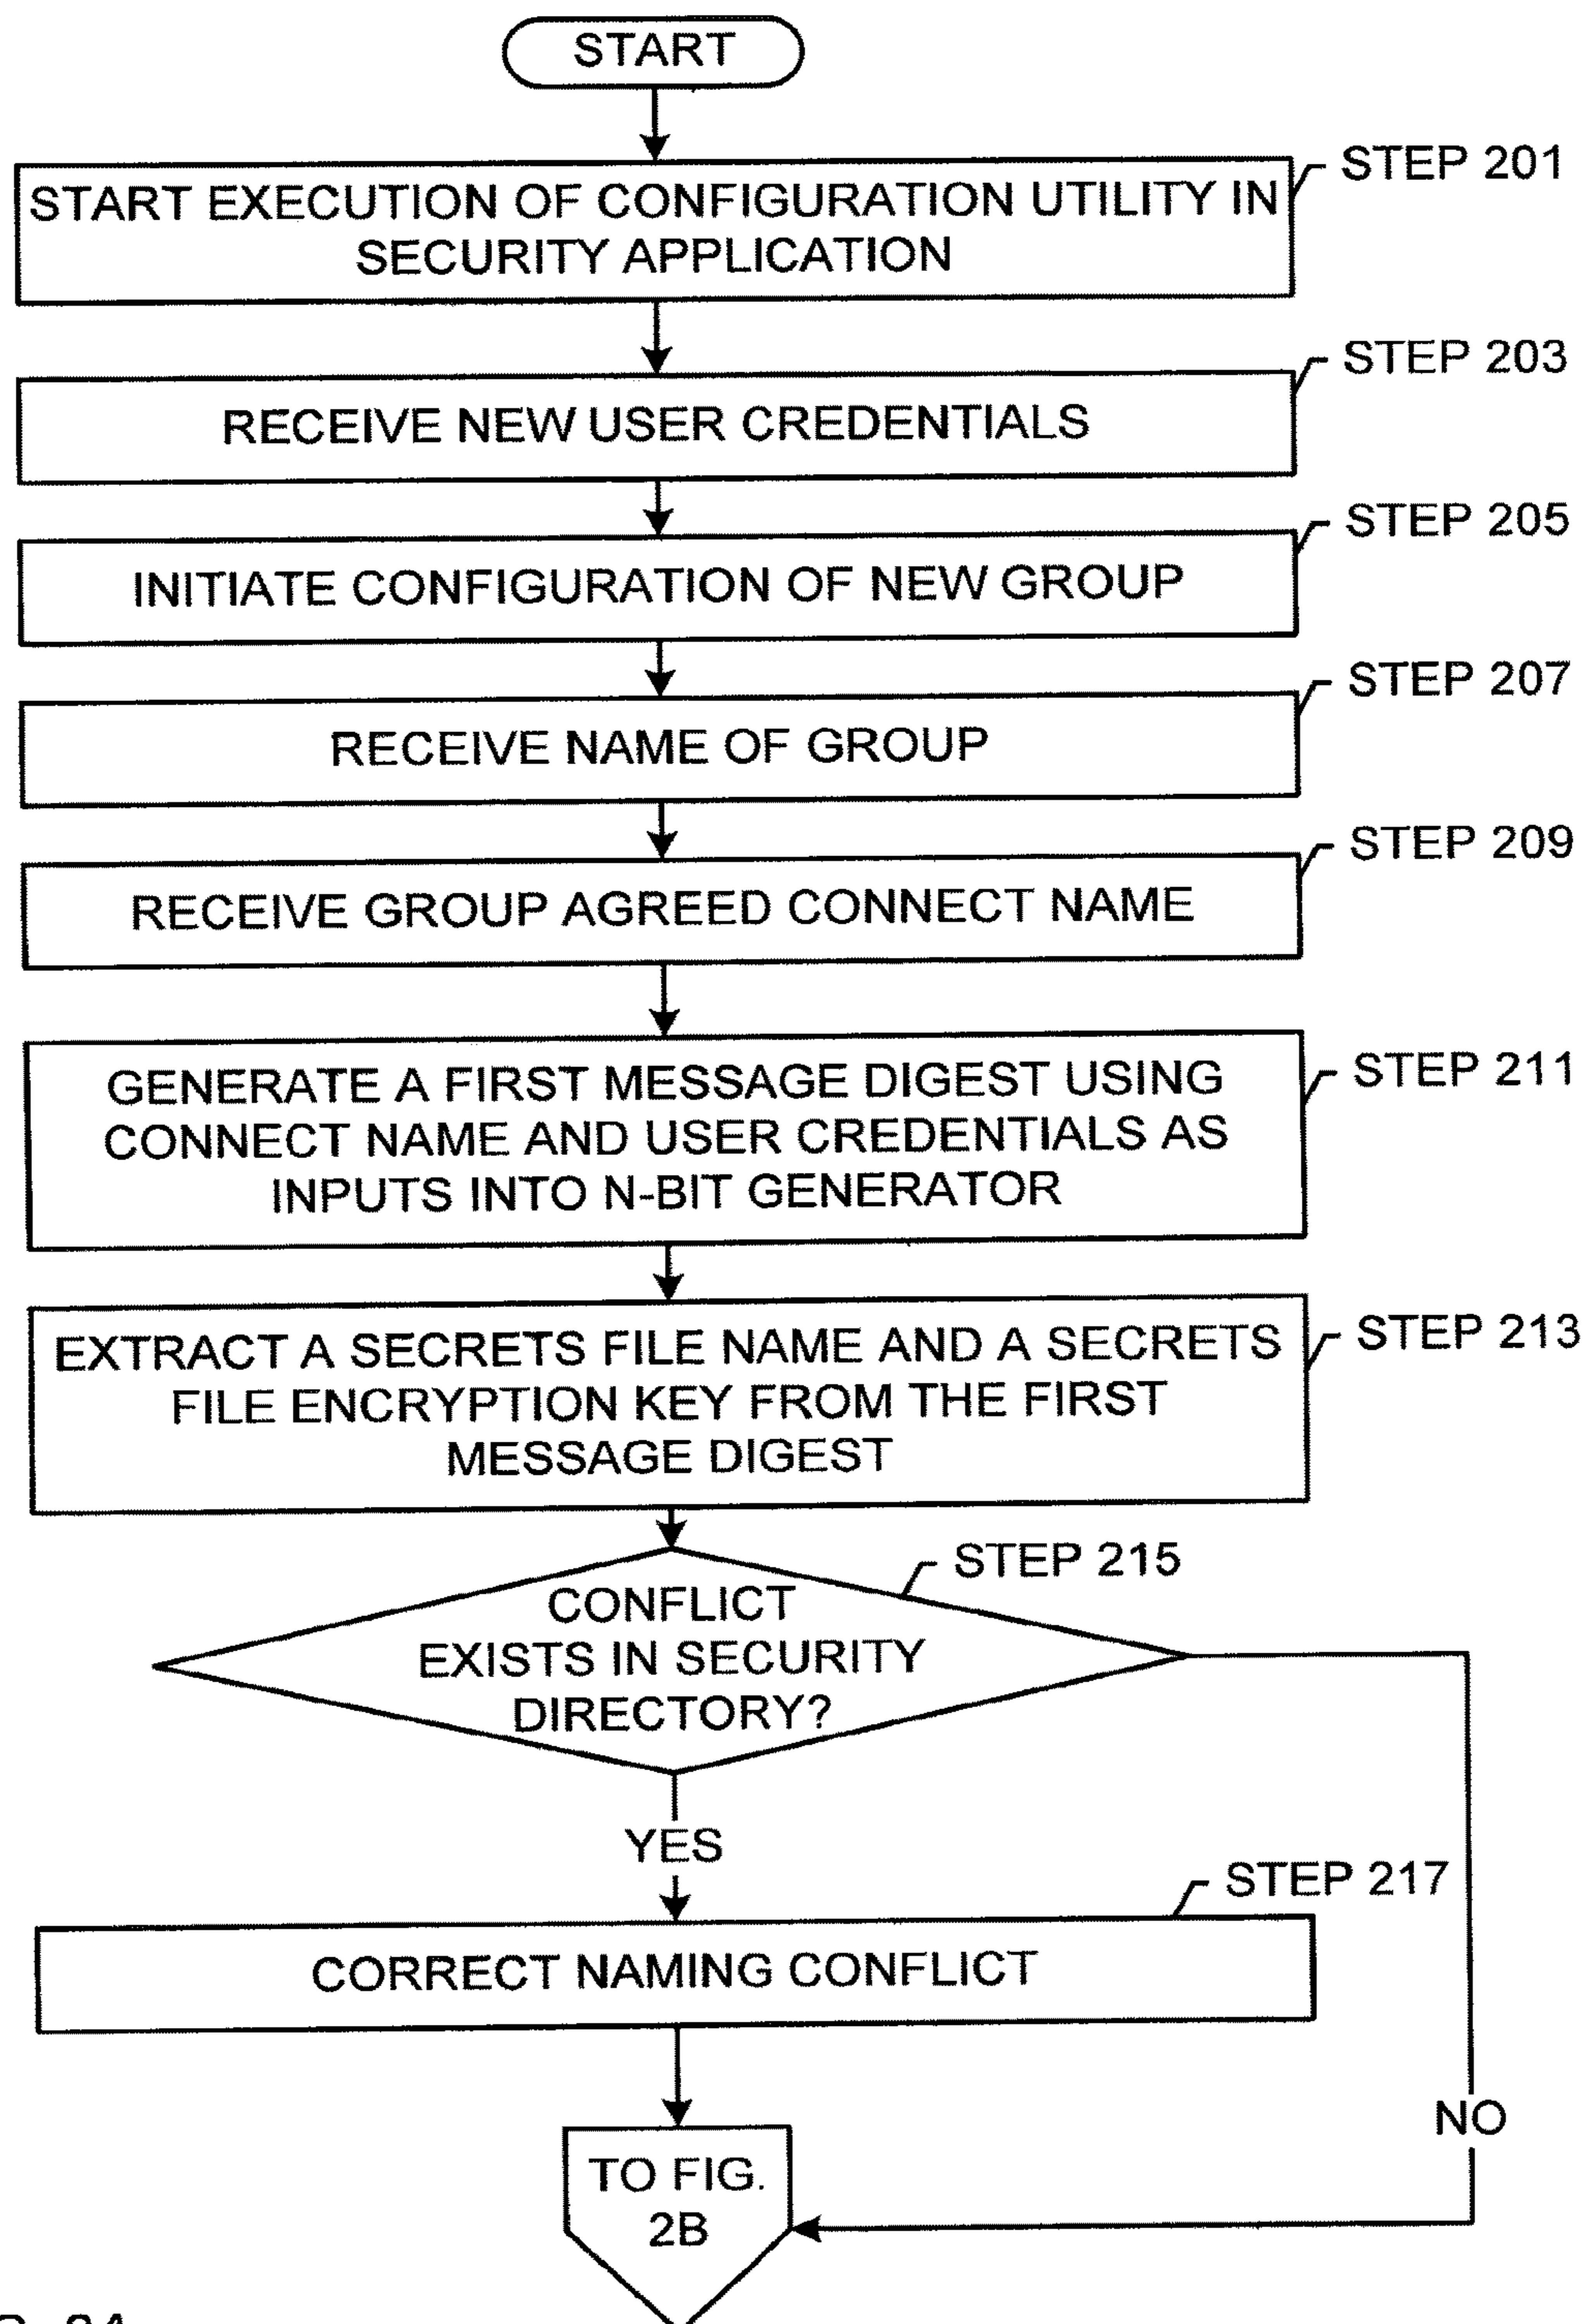 START
STEP 201
START EXECUTION OF CONFIGURATION UTILITY IN
SECURITY APPLICATION
STEP 203
RECEIVE NEW USER CREDENTIALS
STEP 205
INITIATE CONFIGURATION OF NEW GROUP
STEP 207
RECEIVE NAME OF GROUP
STEP 209
RECEIVE GROUP AGREED CONNECT NAME
STEP 211
GENERATE A FIRST MESSAGE DIGEST USING
CONNECT NAME AND USER CREDENTIALS AS
INPUTS INTO N-BIT GENERATOR
STEP 213
EXTRACT A SECRETS FILE NAME AND A SECRETS
FILE ENCRYPTION KEY FROM THE FIRST
MESSAGE DIGEST
STEP 215
CONFLICT
EXISTS IN SECURITY
DIRECTORY?
YES
STEP 217
CORRECT NAMING CONFLICT
NO
TO FIG.
2B